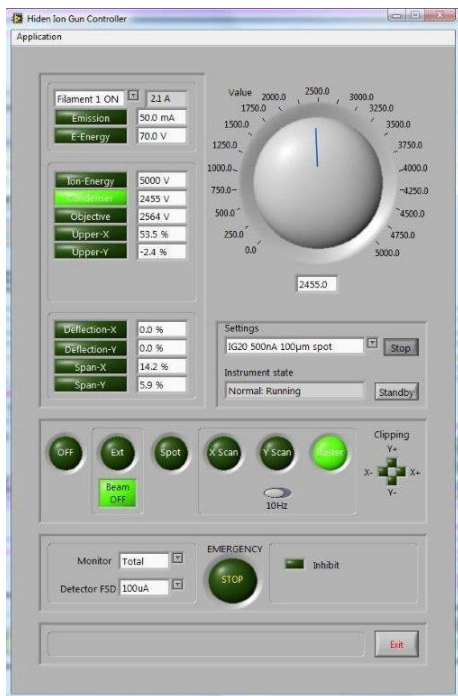 Hiden Ion Gun Controller
Application
Filament 1 ON 2.1 A
Emission 50.0 mA
E-Energy 70.0 V
Ion-Energy 5000 V
Condenser 2455 V
Objective 2564 V
Upper-X 53.5 %
Upper-Y -2.4 %
Value
0.0
250.0
500.0
750.0
1000.0
1250.0
1500.0
1750.0
2000.0
2500.0
3000.0
3250.0
3500.0
3750.0
4000.0
4250.0
4500.0
4750.0
5000.0
2455.0
Deflection-X 0.0 %
Deflection-Y 0.0 %
Span-X 14.2 %
Span-Y 5.9 %
Settings
IG20 500nA 100µm spot Stop
Instrument state
Normal: Running Standby
OFF Ext Spot X Scan Y Scan Raster
Beam
OFF
10Hz
Clipping
Y+
X- X+
Y-
Monitor Total
Detector FSD 100uA
EMERGENCY
STOP
Inhibit
Exit